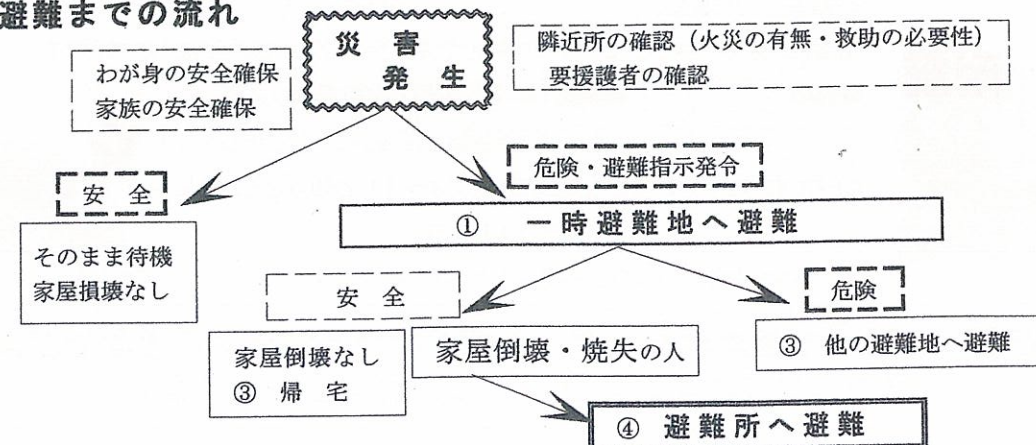 避難までの流れ
災　害
発　生
わが身の安全確保
家族の安全確保
隣近所の確認（火災の有無・救助の必要性）
要援護者の確認
安　全
危険・避難指示発令
そのまま待機
家屋損壊なし
①　一時避難地へ避難
安　全
危険
家屋倒壊なし
③　帰　宅
家屋倒壊・焼失の人
③　他の避難地へ避難
④　避難所へ避難